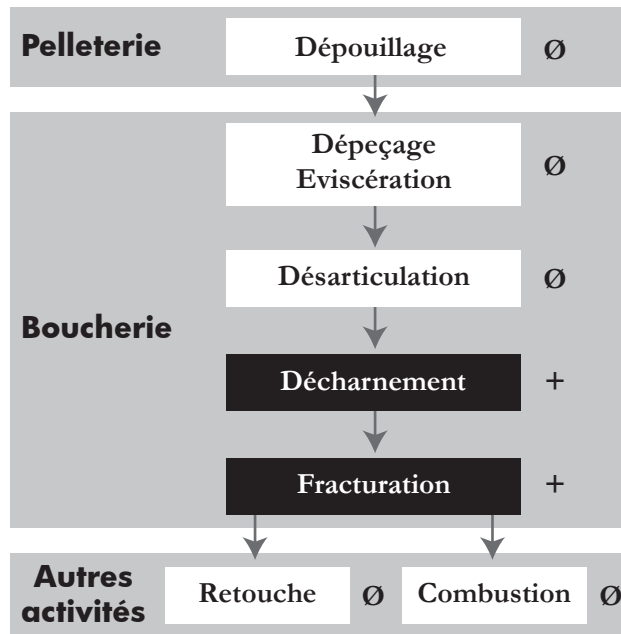 Pelleterie
Dépouillage Ø
Dépeçage
Eviscération Ø
Désarticulation Ø
Boucherie
Décharnement +
Fracturation +
Autres
activités
Retouche Ø Combustion Ø